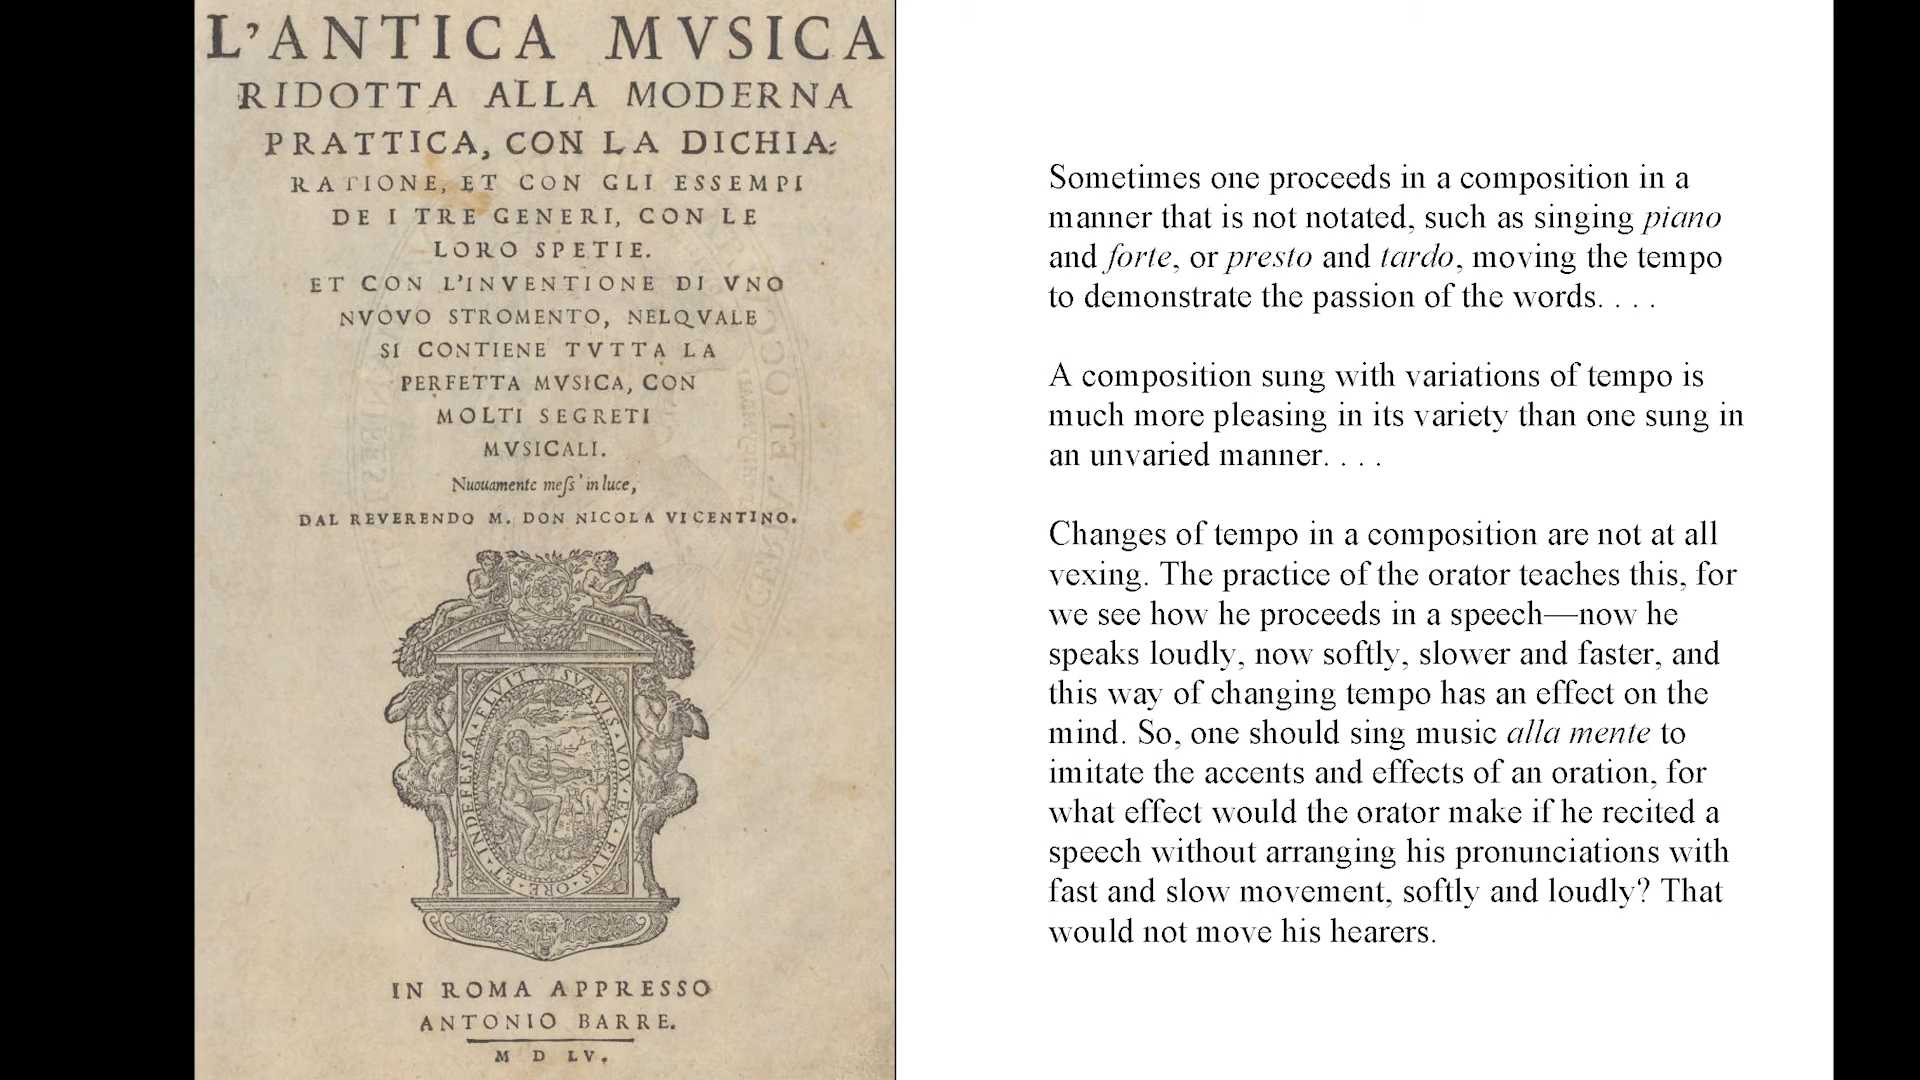 L'ANTICA MVSICA
RIDOTTA ALLA MODERNA
PRATTICA, CON LA DICHIA-
RATIONE, ET CON GLI ESSEMPI
DE I TRE GENERI, CON LE
LORO SPETIE.
ET CON L'INVENTIONE DI VNO
NVOVO STROMENTO, NELQVALE
SI CONTIENE TVTTA LA
PERFETTA MVSICA, CON
MOLTI SEGRETI
MVSICALI.
Nuouamente mess' in luce,
DAL REVERENDO M. DON NICOLA VICENTINO.
INDEFESSA · FLVIT · SVAVIS · VOX · EX · EIVS · ORE · ET ·
IN ROMA APPRESSO
ANTONIO BARRE.
M D LV.
Sometimes one proceeds in a composition in a
manner that is not notated, such as singing piano
and forte, or presto and tardo, moving the tempo
to demonstrate the passion of the words. . . .
A composition sung with variations of tempo is
much more pleasing in its variety than one sung in
an unvaried manner. . . .
Changes of tempo in a composition are not at all
vexing. The practice of the orator teaches this, for
we see how he proceeds in a speech—now he
speaks loudly, now softly, slower and faster, and
this way of changing tempo has an effect on the
mind. So, one should sing music alla mente to
imitate the accents and effects of an oration, for
what effect would the orator make if he recited a
speech without arranging his pronunciations with
fast and slow movement, softly and loudly? That
would not move his hearers.